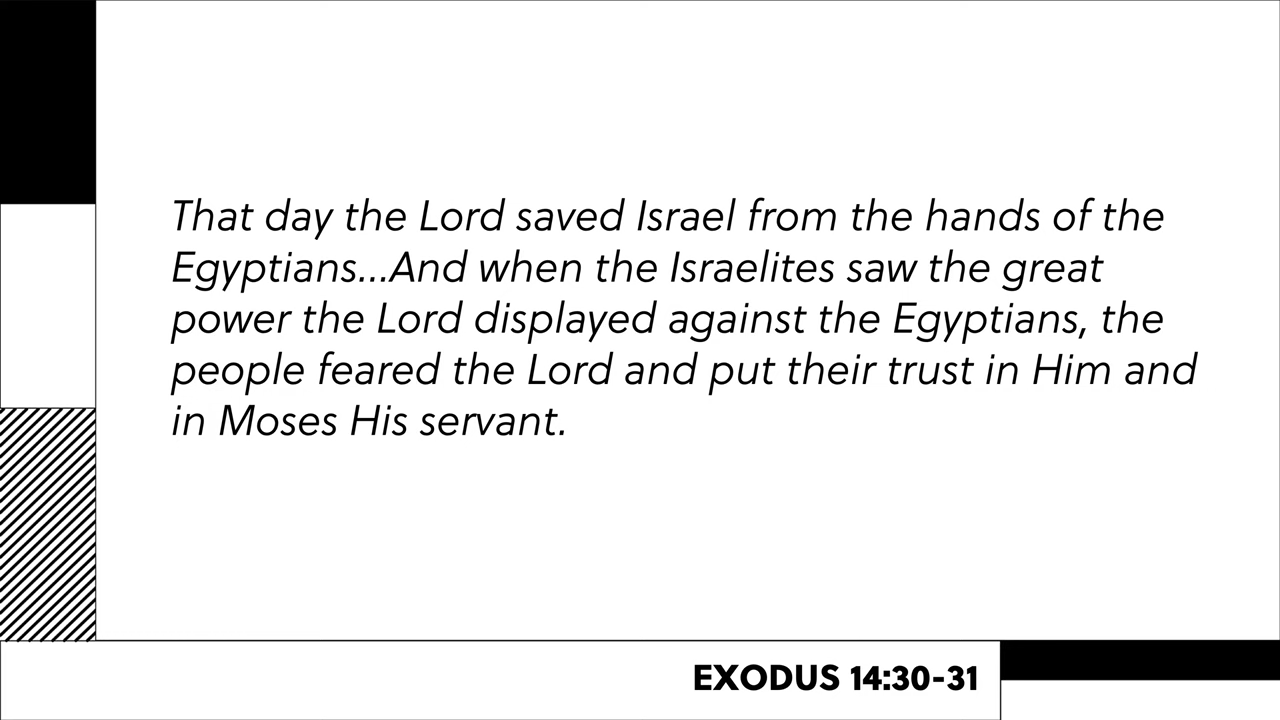 That day the Lord saved Israel from the hands of the
Egyptians...And when the Israelites saw the great
power the Lord displayed against the Egyptians, the
people feared the Lord and put their trust in Him and
in Moses His servant.
EXODUS 14:30-31